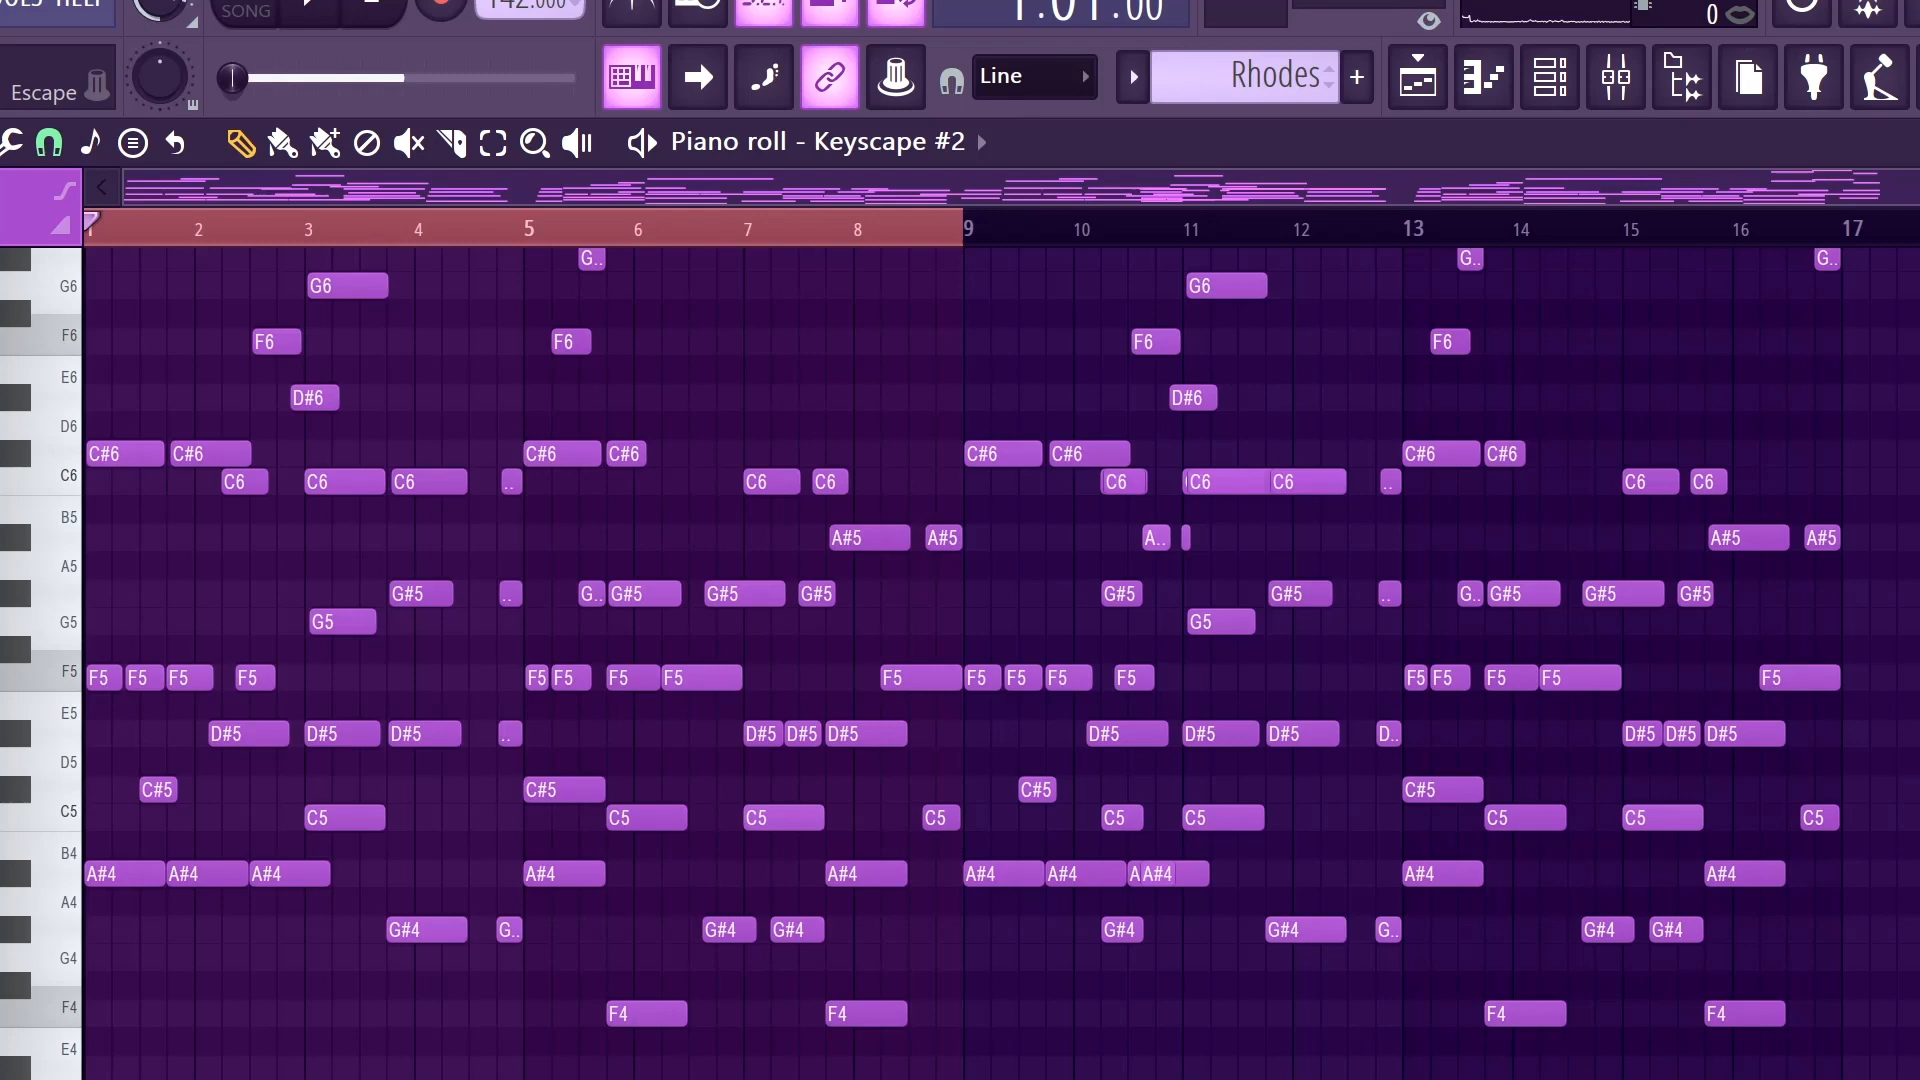 SONG 142.000 1.01.00 0
Escape Line Rhodes +
Piano roll - Keyscape #2
2 3 4 5 6 7 8 9 10 11 12 13 14 15 16 17
G.. G.. G..
G6 G6 G6
F6 F6 F6 F6 F6
E6
D#6 D#6
D6
C#6 C#6 C#6 C#6 C#6 C#6 C#6 C#6
C6 C6 C6 C6 .. C6 C6 C6 C6 C6 .. C6 C6
B5
A#5 A#5 A.. A#5 A#5
A5
G#5 .. G.. G#5 G#5 G#5 G#5 G#5 .. G.. G#5 G#5 G#5
G5 G5 G5
F5 F5 F5 F5 F5 F5 F5 F5 F5 F5 F5 F5 F5 F5 F5 F5 F5 F5 F5
E5
D#5 D#5 D#5 .. D#5 D#5 D#5 D#5 D#5 D#5 D.. D#5 D#5 D#5
D5
C#5 C#5 C#5 C#5
C5 C5 C5 C5 C5 C5 C5 C5 C5 C5
B4
A#4 A#4 A#4 A#4 A#4 A#4 A#4 A A#4 A#4 A#4
A4
G#4 G.. G#4 G#4 G#4 G#4 G.. G#4 G#4
G4
F4 F4 F4 F4 F4
E4